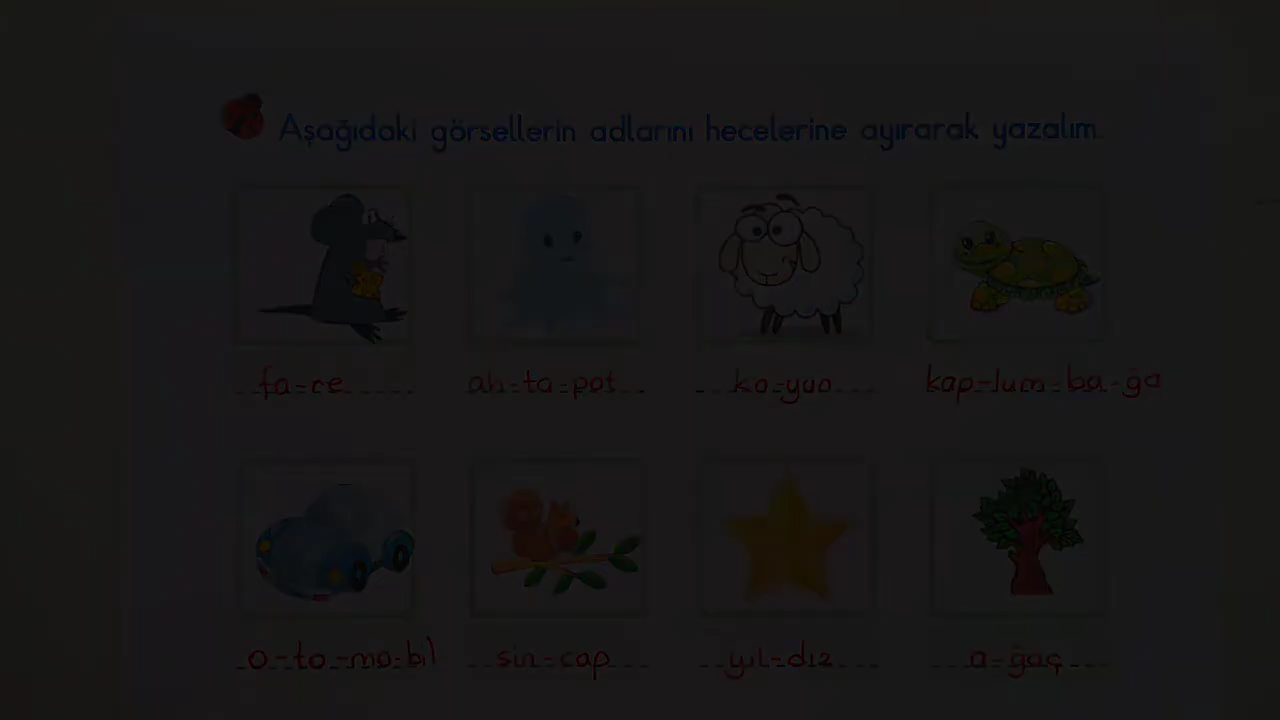 Aşağıdaki görsellerin adlarını hecelerine ayırarak yazalım.
fa-re ah-ta-pot ko-yun kap-lum-ba-ğa
o-to-mo-bil sin-cap yıl-dız a-ğaç